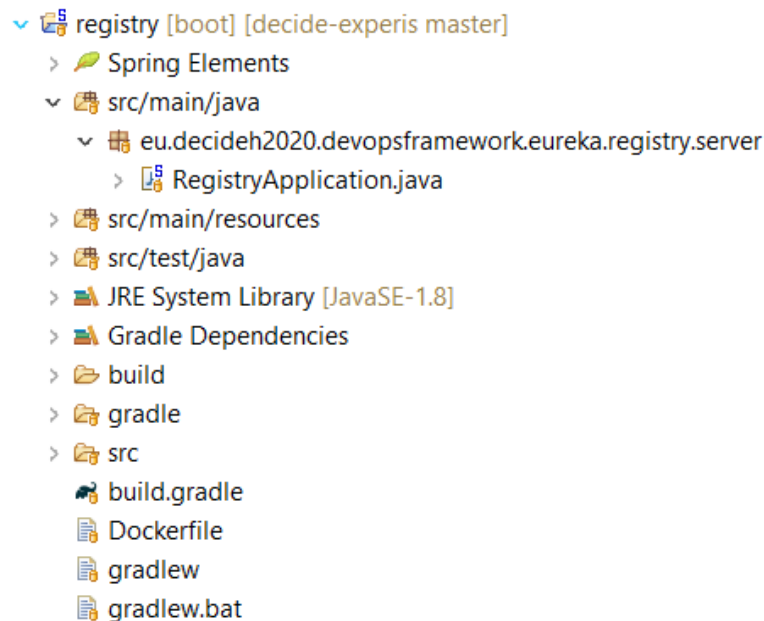 registry [boot] [decide-experis master]
Spring Elements
src/main/java
eu.decideh2020.devopsframework.eureka.registry.server
RegistryApplication.java
src/main/resources
src/test/java
JRE System Library [JavaSE-1.8]
Gradle Dependencies
build
gradle
src
build.gradle
Dockerfile
gradlew
gradlew.bat